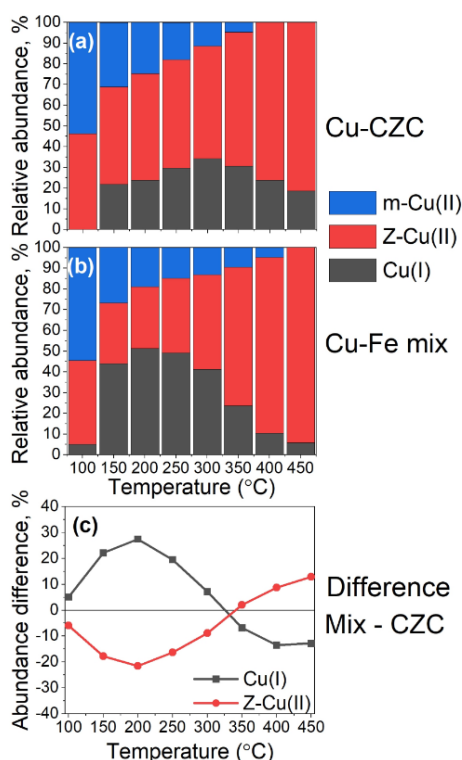 (a)
Relative abundance, %
100
90
80
70
60
50
40
30
20
10
0
Cu-CZC
m-Cu(II)
Z-Cu(II)
Cu(I)
(b)
Relative abundance, %
100
90
80
70
60
50
40
30
20
10
0
Cu-Fe mix
100 150 200 250 300 350 400 450
Temperature (°C)
(c)
Abundance difference, %
40
30
20
10
0
-10
-20
-30
-40
Cu(I)
Z-Cu(II)
Difference
Mix - CZC
100 150 200 250 300 350 400 450
Temperature (°C)